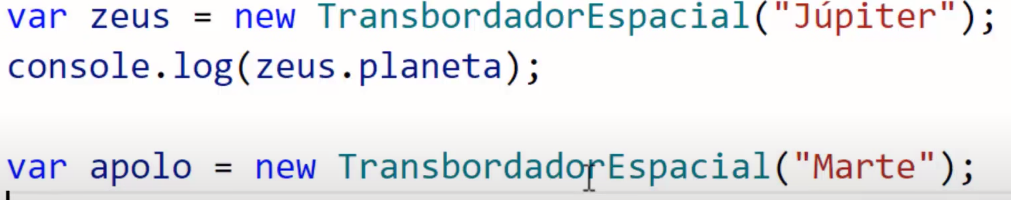 var zeus = new TransbordadorEspacial("Júpiter");
console.log(zeus.planeta);
var apolo = new TransbordadorEspacial("Marte");